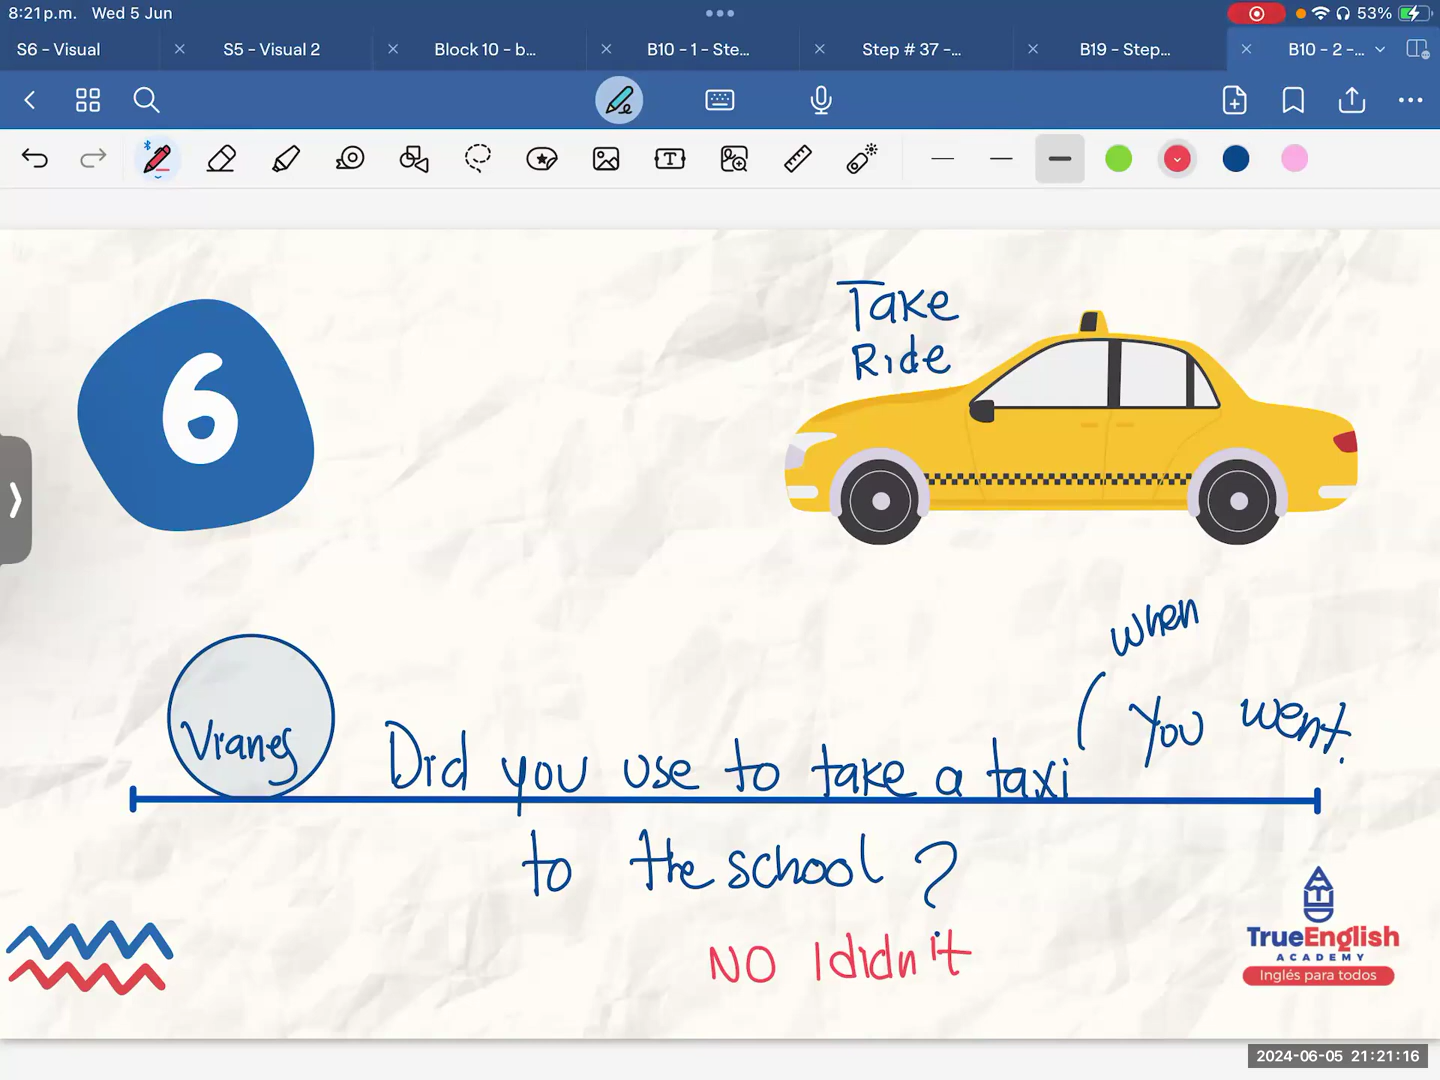 8:21 p.m. Wed 5 Jun
53%
S6 - Visual
S5 - Visual 2
Block 10 - b...
B10 - 1 - Ste...
Step # 37 -...
B19 - Step...
B10 - 2 -...
6
Take
Ride
when
(You went.
Vranes
Did you use to take a taxi
to the school?
NO I didn't
TrueEnglish
ACADEMY
Inglés para todos
2024-06-05 21:21:16